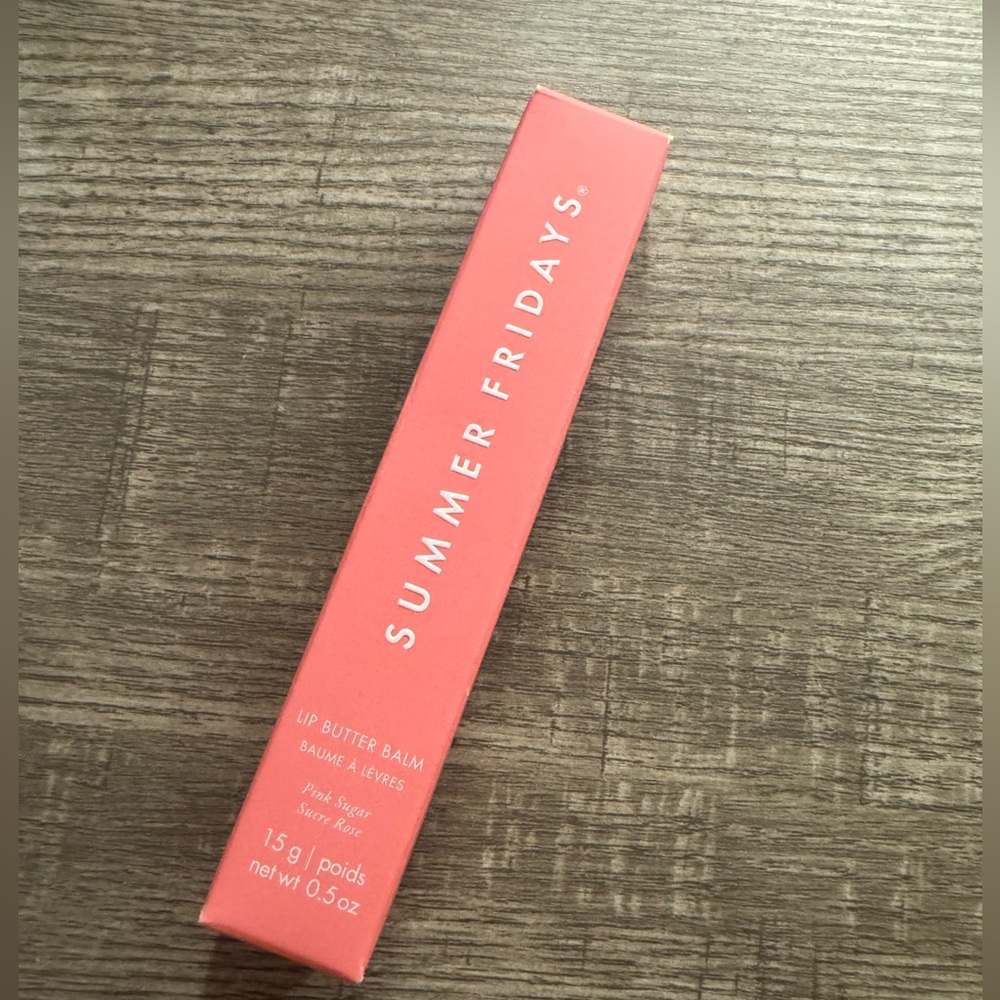 SUMMER FRIDAYS®
LIP BUTTER BALM
BAUME À LÈVRES
Pink Sugar
Sucre Rose
15 g | poids
net wt 0.5 oz